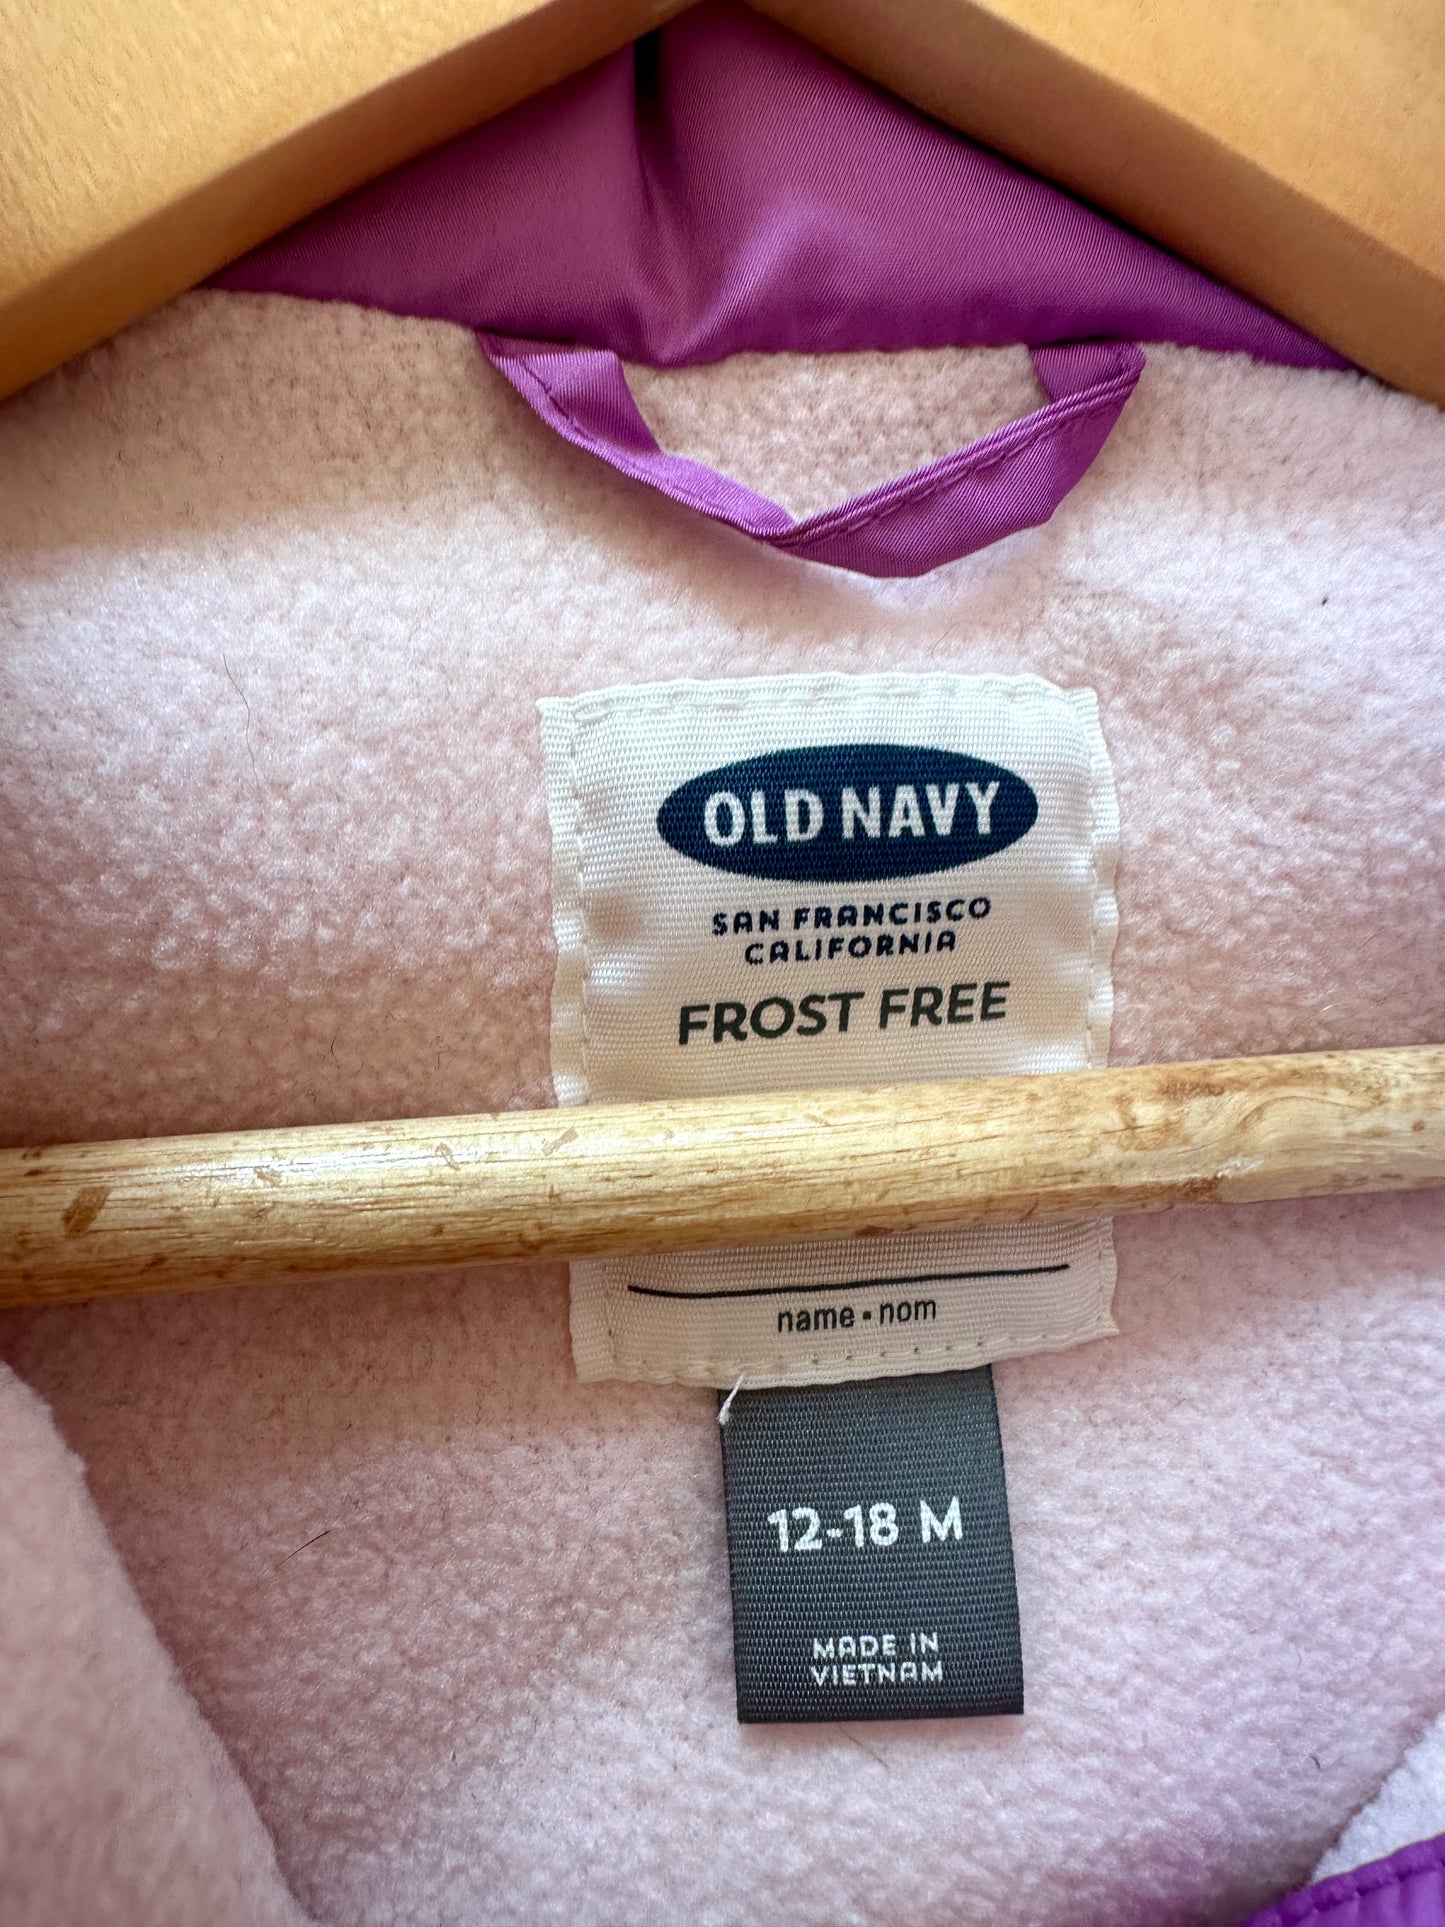 OLD NAVY
SAN FRANCISCO
CALIFORNIA
FROST FREE
name • nom
12-18 M
MADE IN
VIETNAM